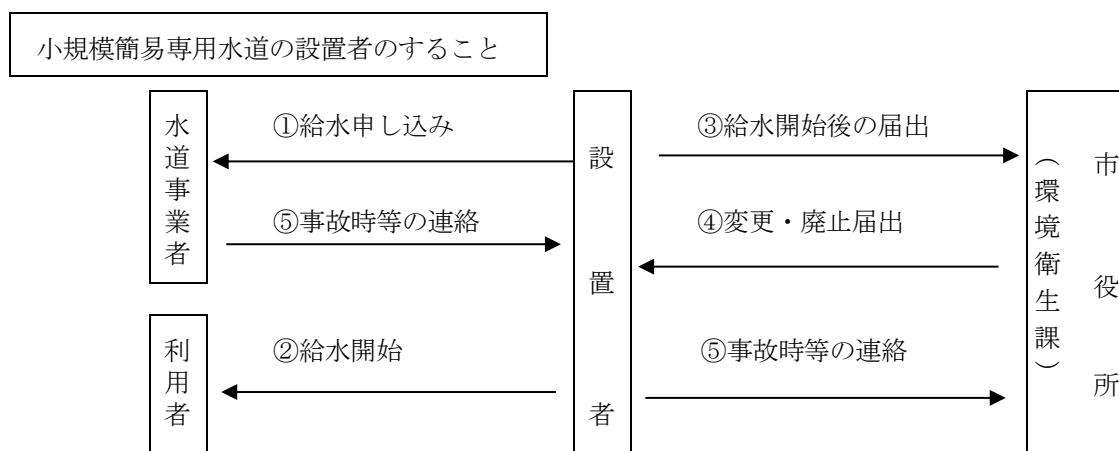 小規模簡易専用水道の設置者のすること
水道事業者
①給水申し込み
⑤事故時等の連絡
利用者
②給水開始
設置者
③給水開始後の届出
④変更・廃止届出
⑤事故時等の連絡
市役所
（環境衛生課）